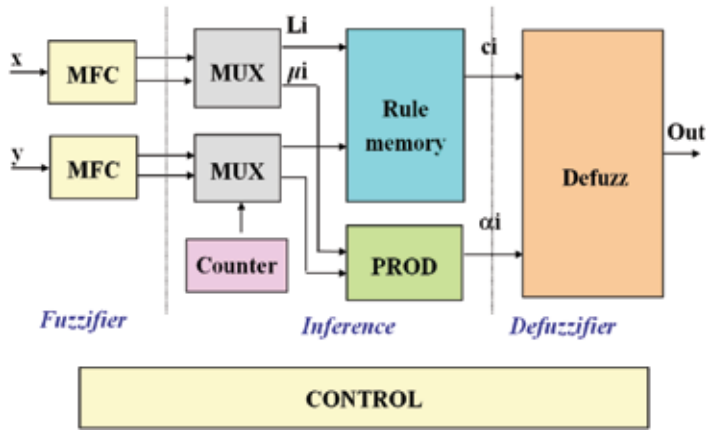 x
MFC
MUX
Li
μi
Rule
memory
ci
Out
y
MFC
MUX
Defuzz
Counter
PROD
αi
Fuzzifier
Inference
Defuzzifier
CONTROL